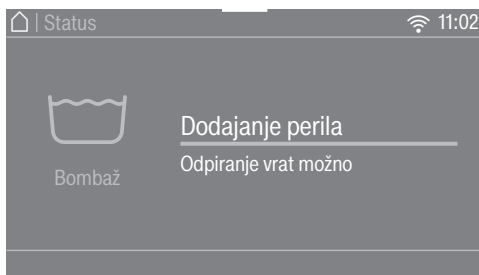 | Status 11:02
Dodajanje perila
Odpiranje vrat možno
Bombaž